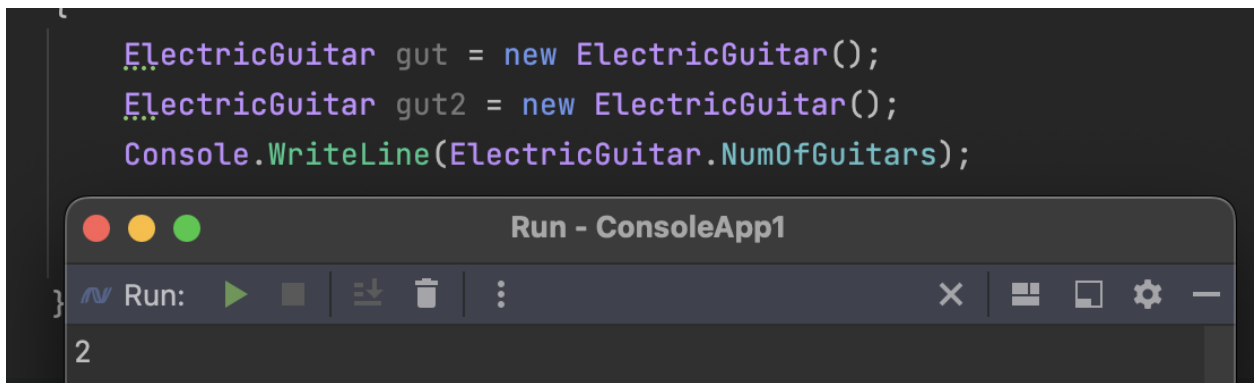 {
ElectricGuitar gut = new ElectricGuitar();
ElectricGuitar gut2 = new ElectricGuitar();
Console.WriteLine(ElectricGuitar.NumOfGuitars);
Run - ConsoleApp1
} Run:
2